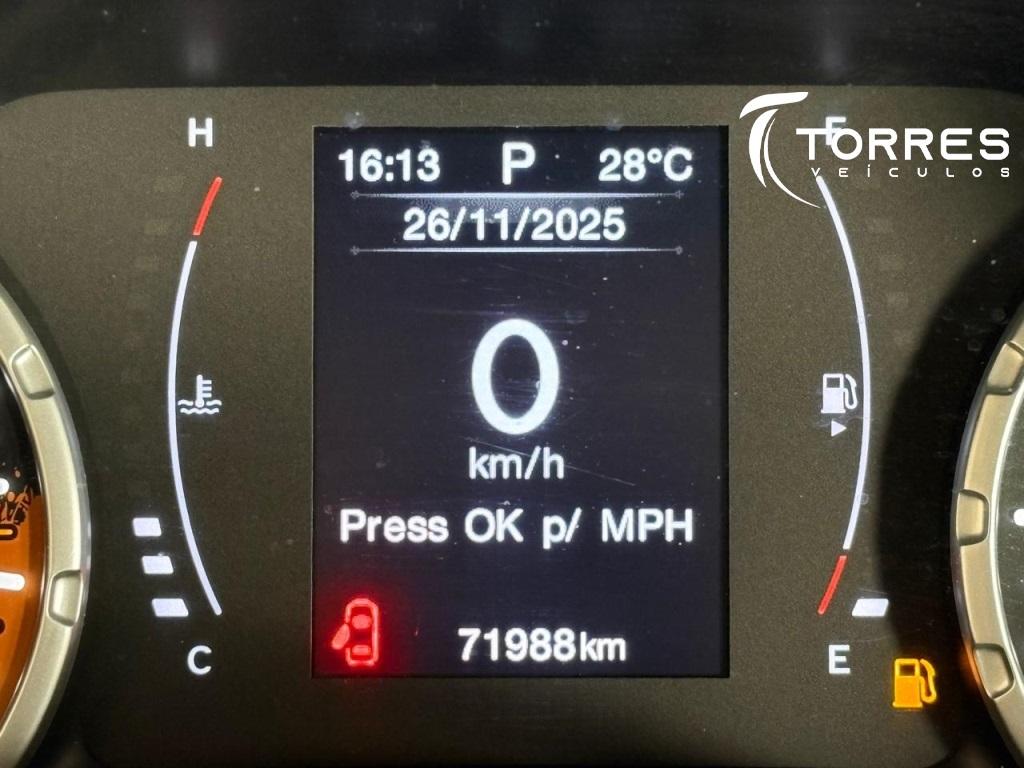 H
F
TORRES
VEÍCULOS
16:13 P 28°C
26/11/2025
0
km/h
Press OK p/ MPH
71988km
C
E